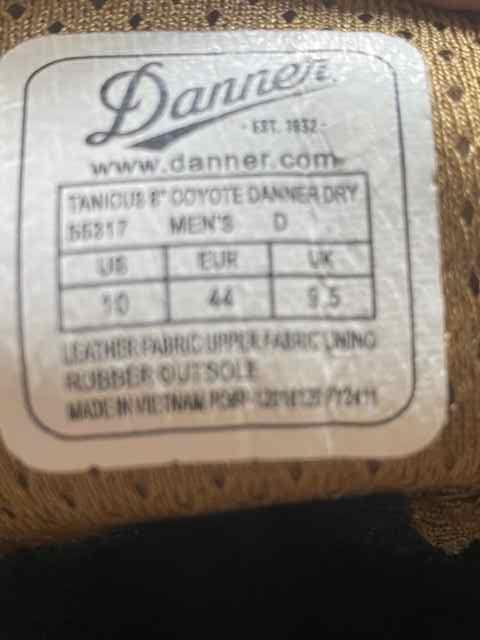 Danner
- EST. 1932 -
www.danner.com
TANICUS 8" COYOTE DANNER DRY
55317 MEN'S D
US EUR UK
10 44 9.5
LEATHER FABRIC UPPER FABRIC LINING
RUBBER OUTSOLE
MADE IN VIETNAM